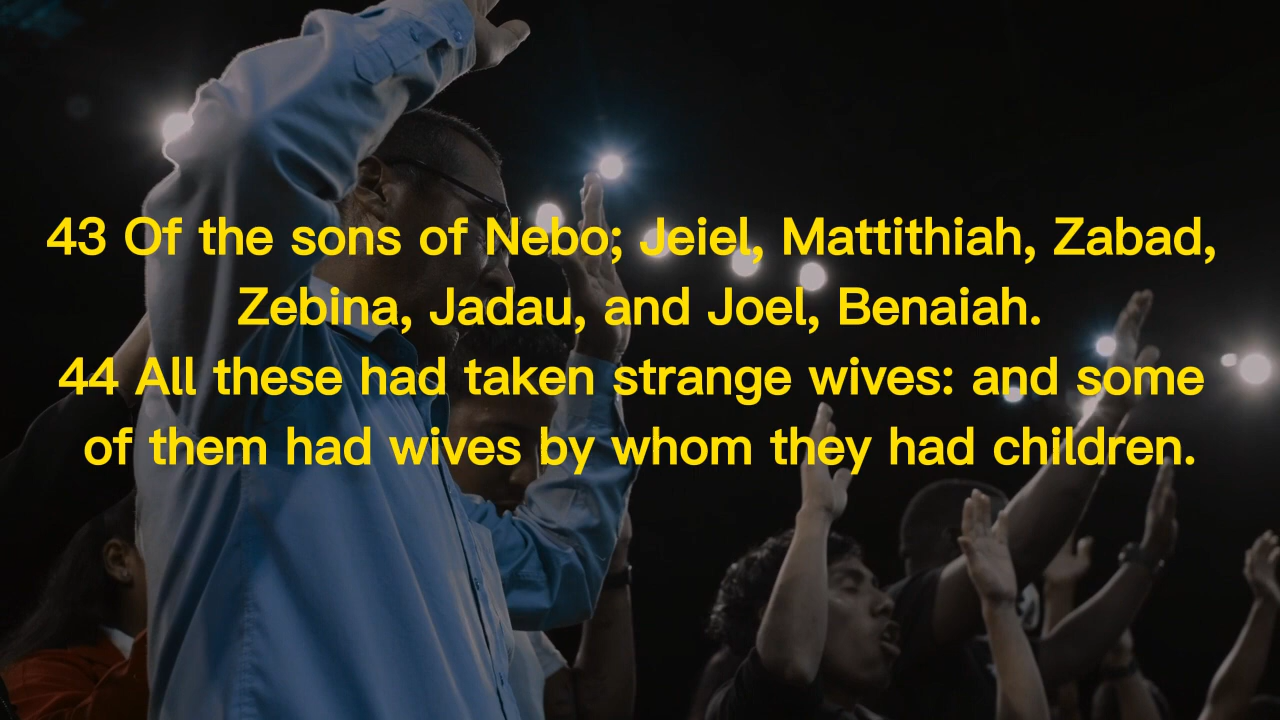 43 Of the sons of Nebo; Jeiel, Mattithiah, Zabad,
Zebina, Jadau, and Joel, Benaiah.
44 All these had taken strange wives: and some
of them had wives by whom they had children.